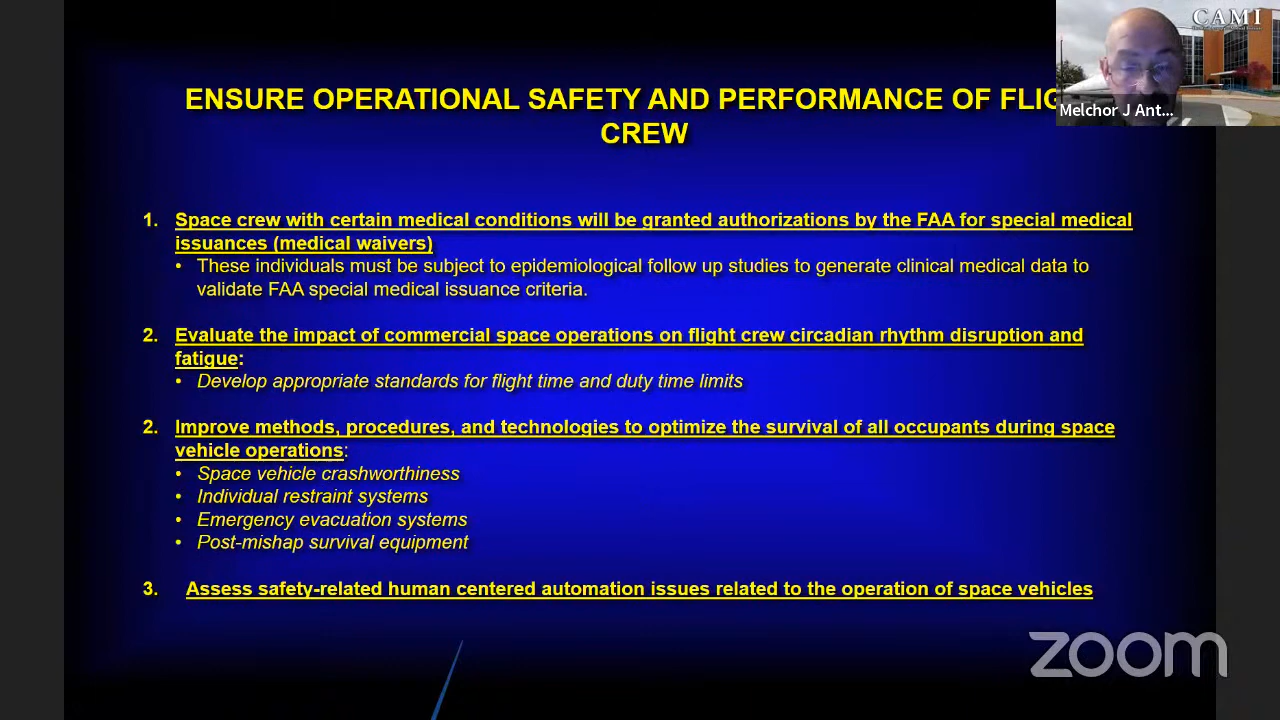 CAMI
Melchor J Ant...
ENSURE OPERATIONAL SAFETY AND PERFORMANCE OF FLIG
CREW
1. Space crew with certain medical conditions will be granted authorizations by the FAA for special medical
issuances (medical waivers)
• These individuals must be subject to epidemiological follow up studies to generate clinical medical data to
validate FAA special medical issuance criteria.
2. Evaluate the impact of commercial space operations on flight crew circadian rhythm disruption and
fatigue:
• Develop appropriate standards for flight time and duty time limits
2. Improve methods, procedures, and technologies to optimize the survival of all occupants during space
vehicle operations:
• Space vehicle crashworthiness
• Individual restraint systems
• Emergency evacuation systems
• Post-mishap survival equipment
3. Assess safety-related human centered automation issues related to the operation of space vehicles
zoom